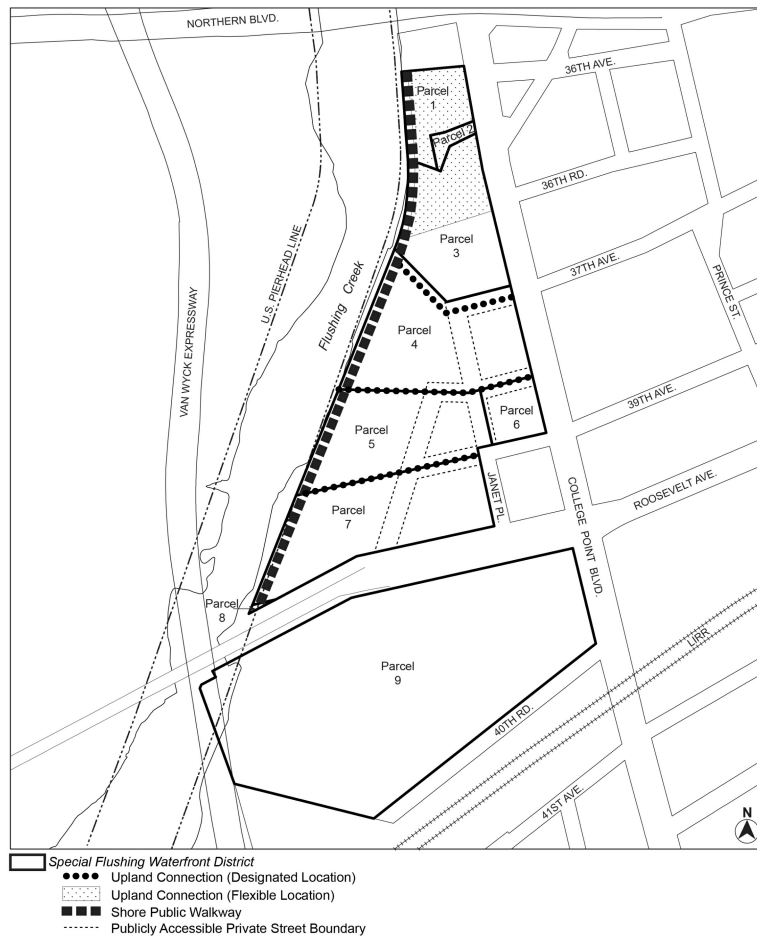 NORTHERN BLVD.
36TH AVE.
Parcel
1
Parcel 2
36TH RD.
U.S. PIERHEAD LINE
Parcel
3
37TH AVE.
PRINCE ST.
Flushing Creek
VAN WYCK EXPRESSWAY
Parcel
4
39TH AVE.
Parcel
6
Parcel
5
ROOSEVELT AVE.
JANET PL.
COLLEGE POINT BLVD.
Parcel
7
Parcel
8
LIRR
Parcel
9
40TH RD.
41ST AVE.
N
Special Flushing Waterfront District
Upland Connection (Designated Location)
Upland Connection (Flexible Location)
Shore Public Walkway
Publicly Accessible Private Street Boundary